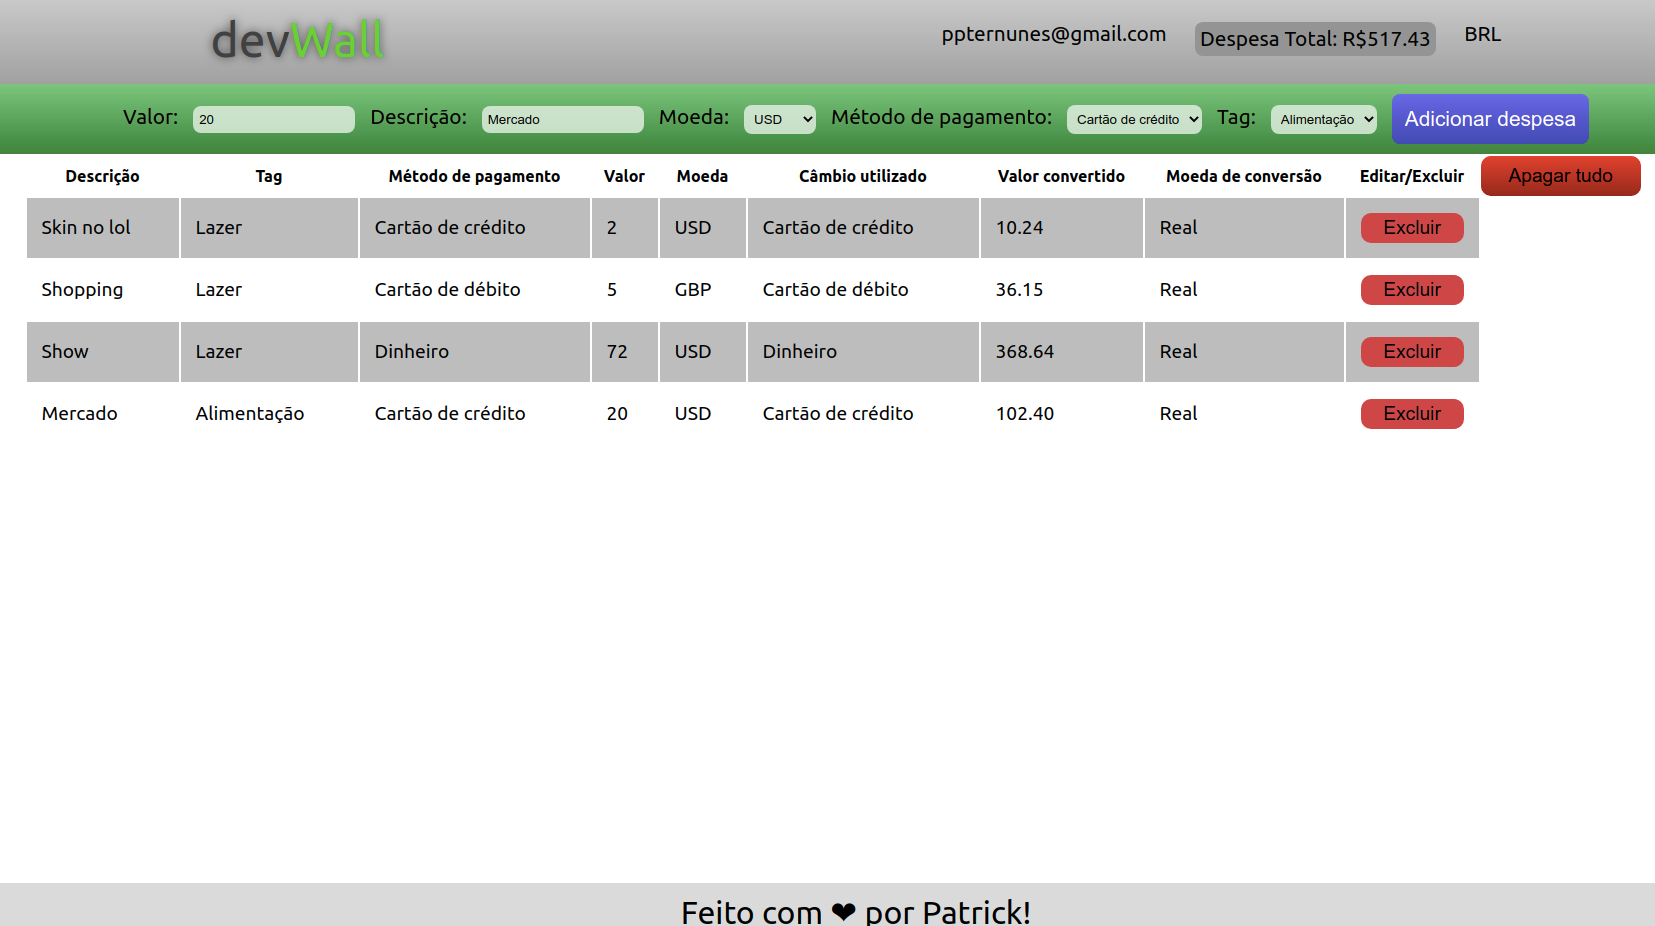 devWall ppternunes@gmail.com Despesa Total: R$517.43 BRL
Valor: 20 Descrição: Mercado Moeda: USD Método de pagamento: Cartão de crédito Tag: Alimentação Adicionar despesa
Descrição Tag Método de pagamento Valor Moeda Câmbio utilizado Valor convertido Moeda de conversão Editar/Excluir Apagar tudo
Skin no lol Lazer Cartão de crédito 2 USD Cartão de crédito 10.24 Real Excluir
Shopping Lazer Cartão de débito 5 GBP Cartão de débito 36.15 Real Excluir
Show Lazer Dinheiro 72 USD Dinheiro 368.64 Real Excluir
Mercado Alimentação Cartão de crédito 20 USD Cartão de crédito 102.40 Real Excluir
Feito com ❤ por Patrick!